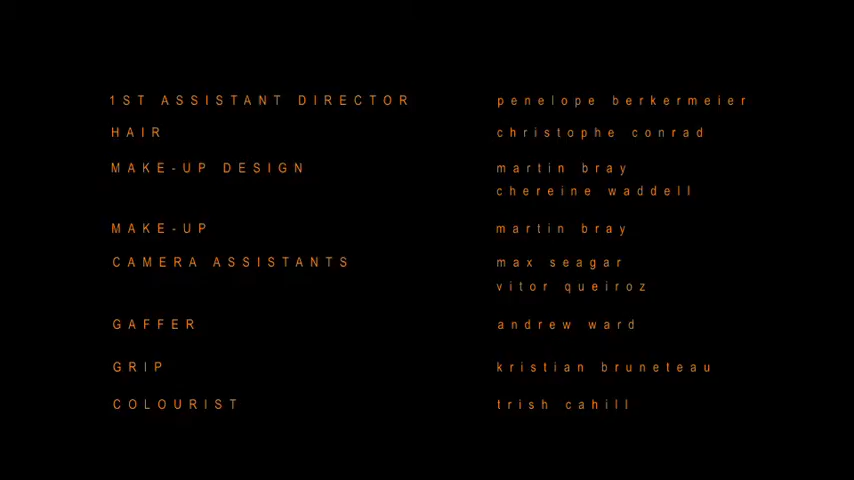 1ST ASSISTANT DIRECTOR penelope berkermeier
HAIR christophe conrad
MAKE-UP DESIGN martin bray
chereine waddell
MAKE-UP martin bray
CAMERA ASSISTANTS max seagar
vitor queiroz
GAFFER andrew ward
GRIP kristian bruneteau
COLOURIST trish cahill